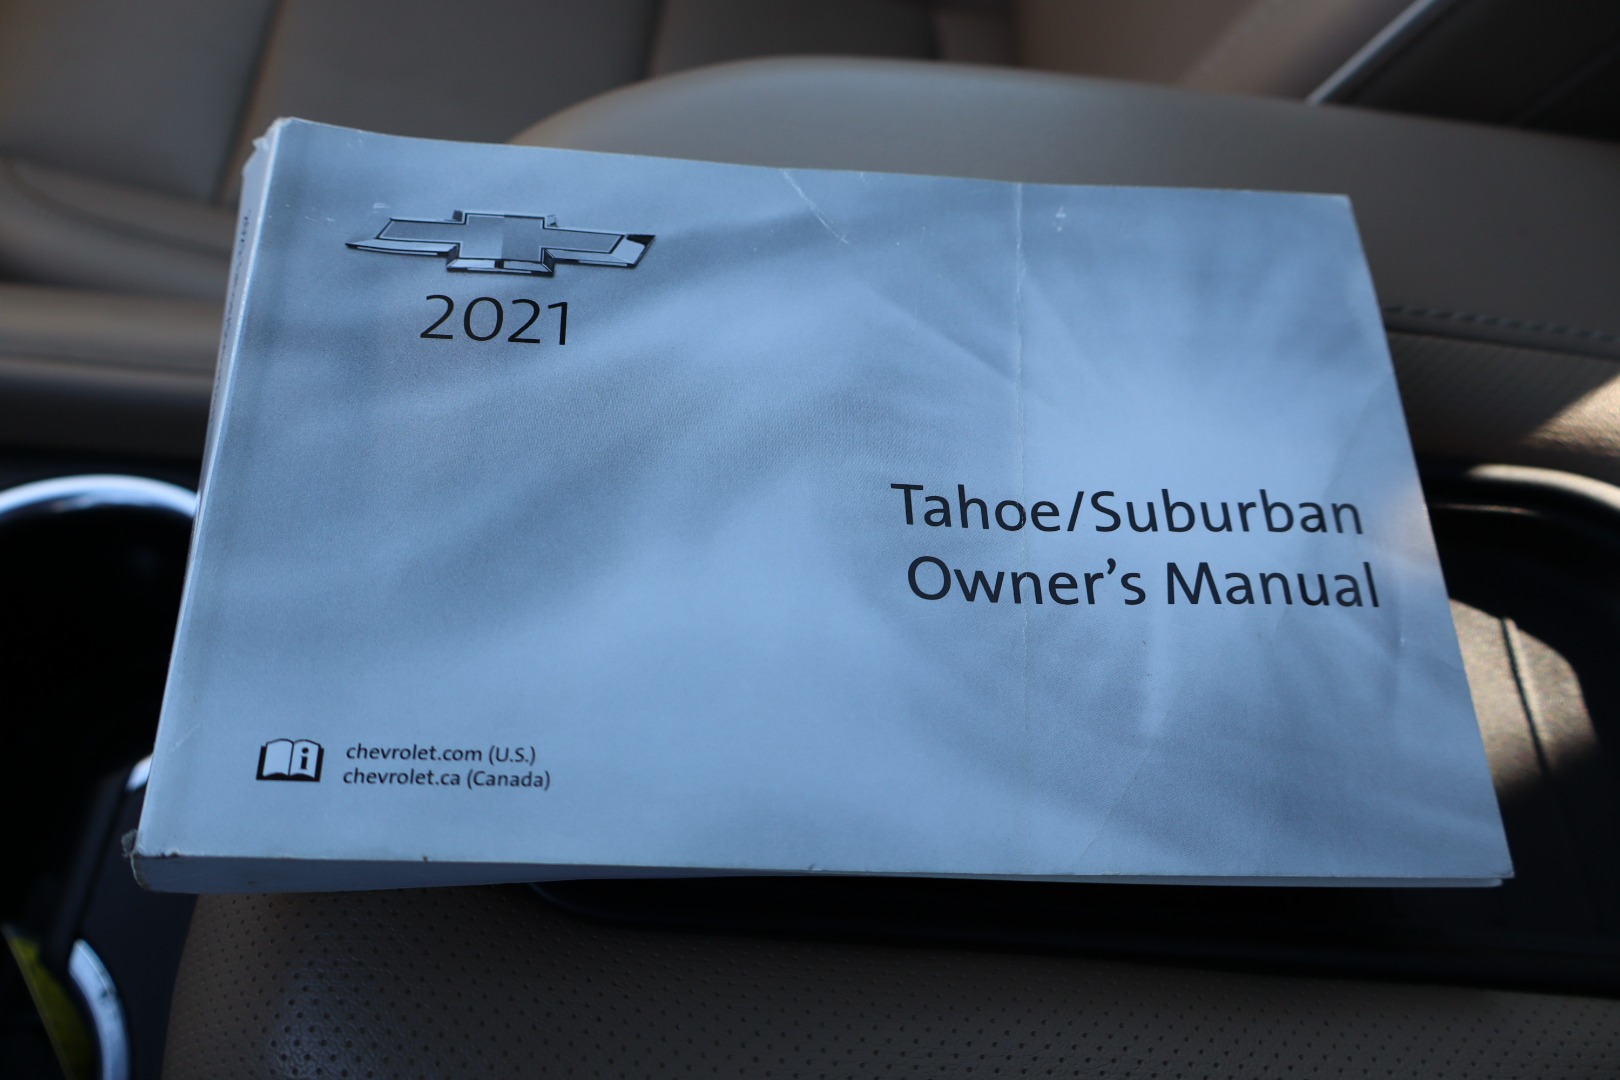 2021
Tahoe/Suburban
Owner’s Manual
chevrolet.com (U.S.)
chevrolet.ca (Canada)